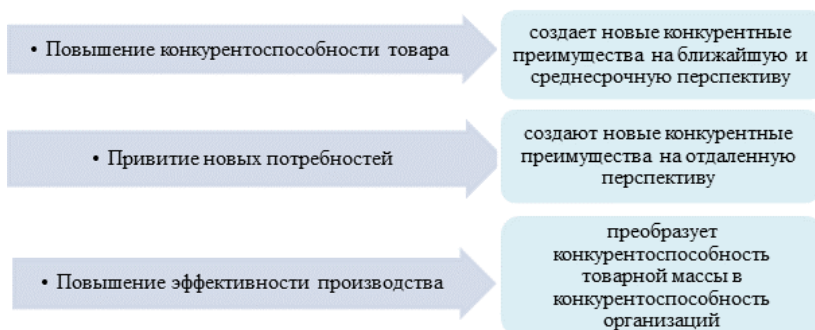 • Повышение конкурентоспособности товара
создает новые конкурентные
преимущества на ближайшую и
среднесрочную перспективу
• Привитие новых потребностей
создают новые конкурентные
преимущества на отдаленную
перспективу
• Повышение эффективности производства
преобразует
конкурентоспособность
товарной массы в
конкурентоспособность
организаций